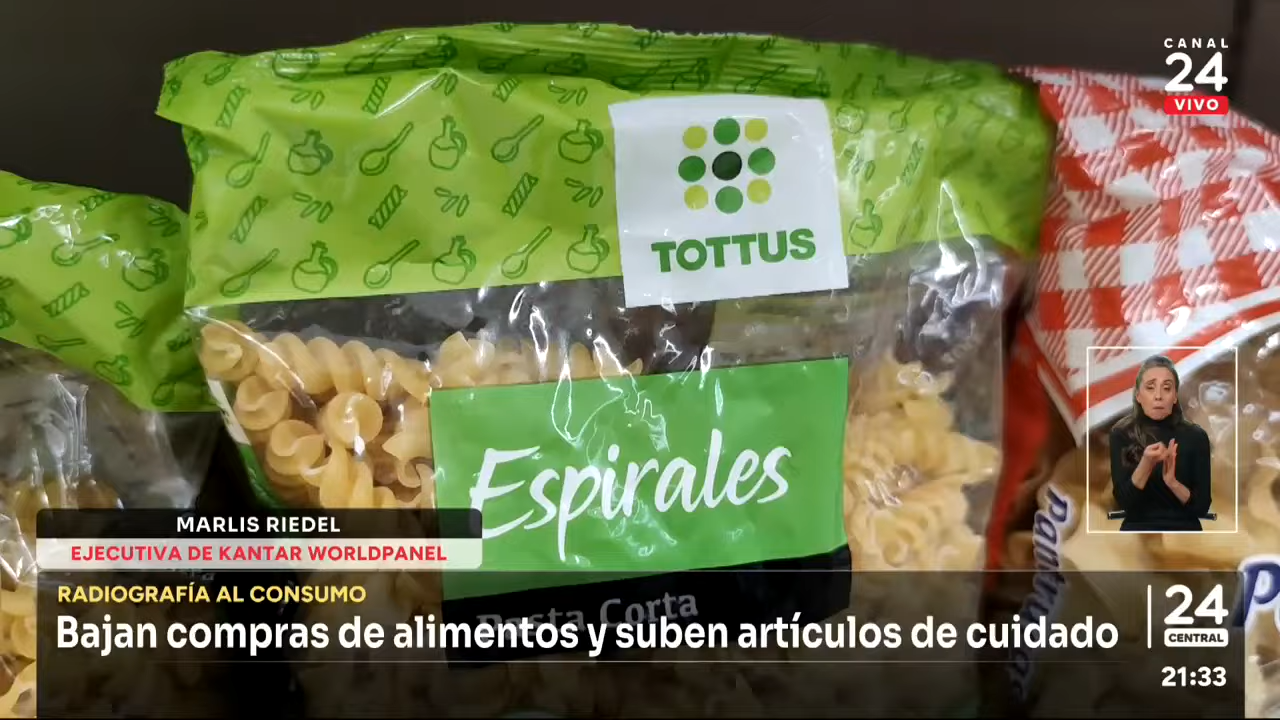 CANAL
24
VIVO
TOTTUS
Espirales
Pasta Corta
MARLIS RIEDEL
EJECUTIVA DE KANTAR WORLDPANEL
RADIOGRAFÍA AL CONSUMO
Bajan compras de alimentos y suben artículos de cuidado
24
CENTRAL
21:33